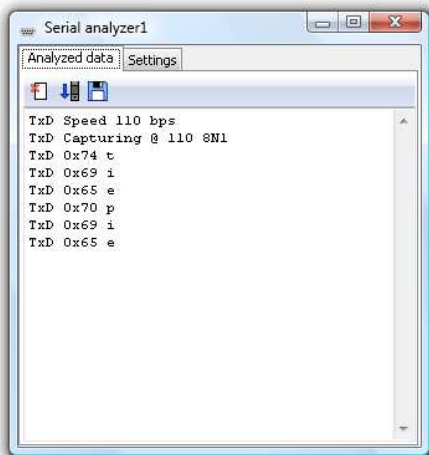 Serial analyzer1
Analyzed data Settings
TxD Speed 110 bps
TxD Capturing @ 110 8N1
TxD 0x74 t
TxD 0x69 i
TxD 0x65 e
TxD 0x70 p
TxD 0x69 i
TxD 0x65 e